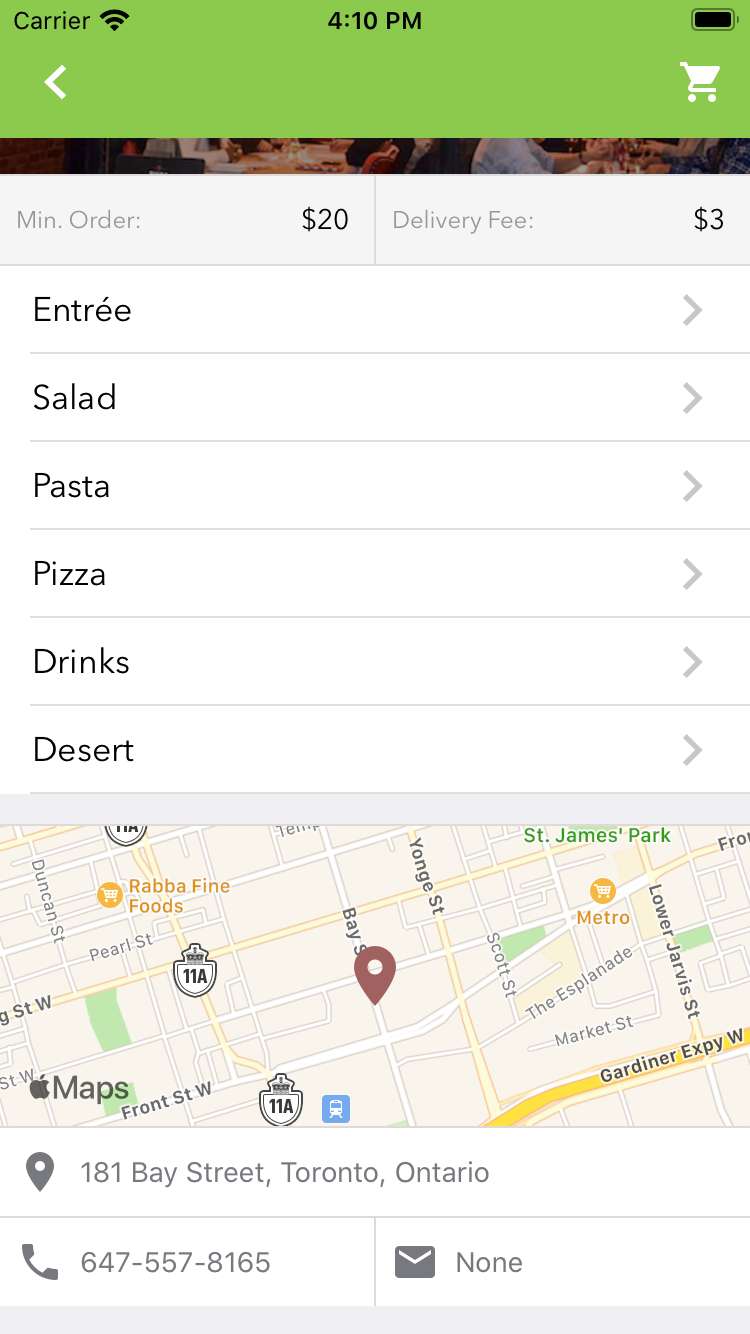 Carrier 4:10 PM
Min. Order: $20 Delivery Fee: $3
Entrée
Salad
Pasta
Pizza
Drinks
Desert
11A
St. James' Park
Duncan St
Rabba Fine
Foods
Yonge St
Metro
Lower Jarvis St
Bay S
Pearl St
11A
Scott St
The Esplanade
g St W
Market St
Gardiner Expy W
St W
Maps
Front St W
11A
181 Bay Street, Toronto, Ontario
647-557-8165 None